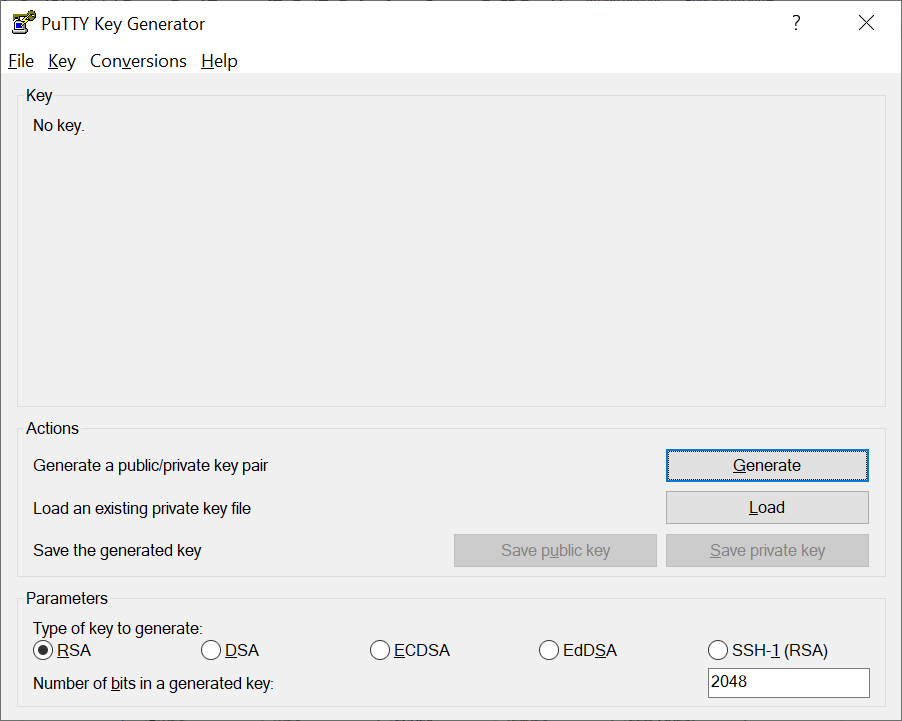 PuTTY Key Generator
?
File Key Conversions Help
Key
No key.
Actions
Generate a public/private key pair
Generate
Load an existing private key file
Load
Save the generated key
Save public key
Save private key
Parameters
Type of key to generate:
RSA DSA ECDSA EdDSA SSH-1 (RSA)
Number of bits in a generated key:
2048